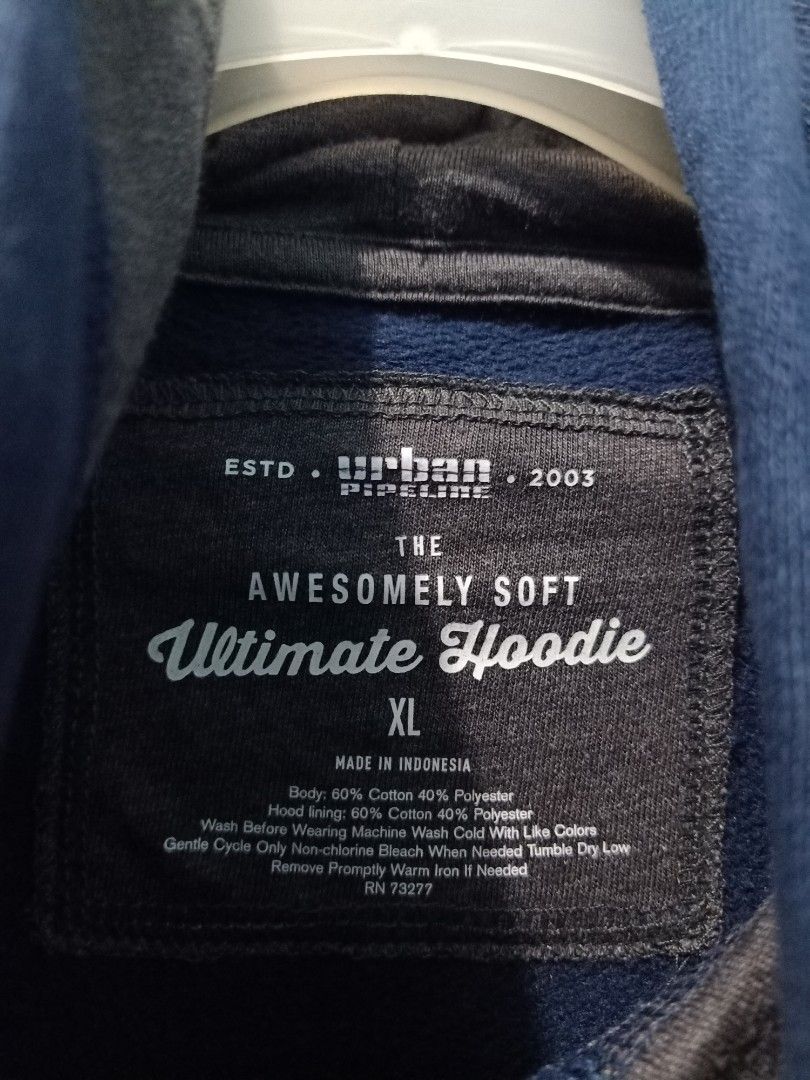 ESTD • urban • 2003
PIPELINE
THE
AWESOMELY SOFT
Ultimate Hoodie
XL
MADE IN INDONESIA
Body: 60% Cotton 40% Polyester
Hood lining: 60% Cotton 40% Polyester
Wash Before Wearing Machine Wash Cold With Like Colors
Gentle Cycle Only Non-chlorine Bleach When Needed Tumble Dry Low
Remove Promptly Warm Iron If Needed
RN 73277